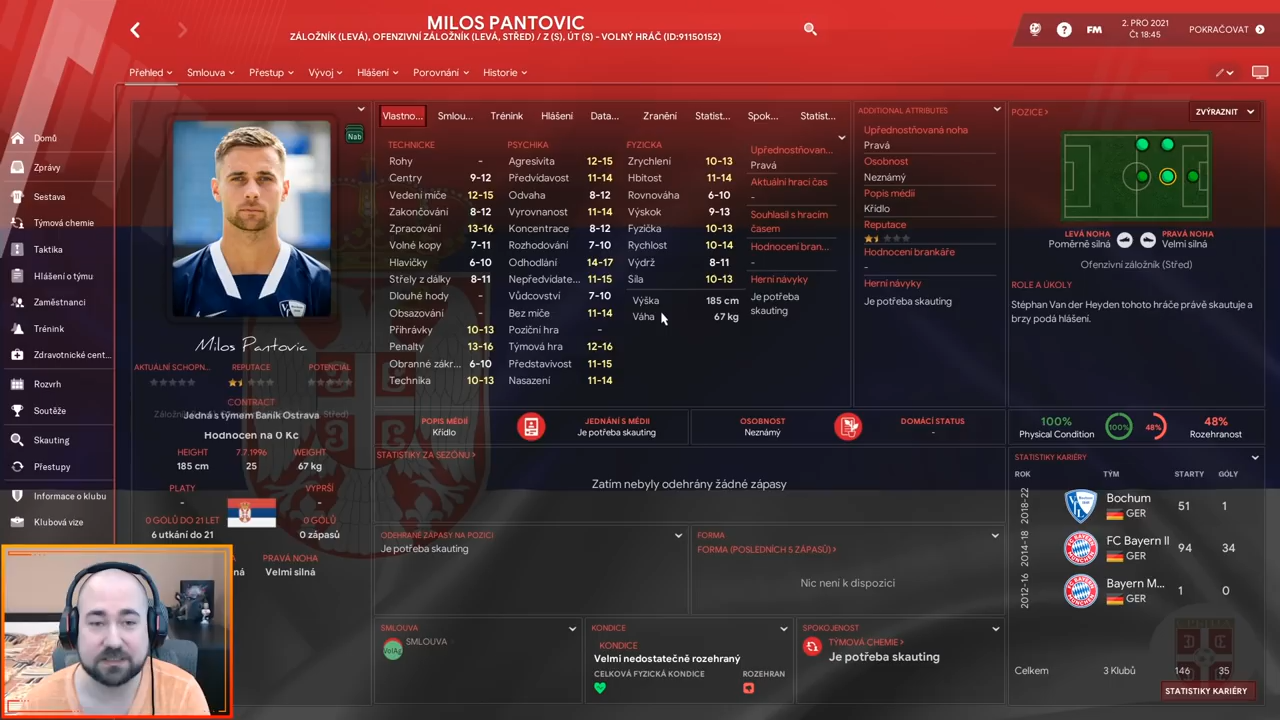 MILOS PANTOVIC
ZÁLOŽNÍK (LEVÁ), OFENZIVNÍ ZÁLOŽNÍK (LEVÁ, STŘED) / Z (S), ÚT (S) - VOLNÝ HRÁČ (ID:91150152)
2. PRO 2021
Čt 18:45
FM
POKRAČOVAT
Přehled
Smlouva
Přestup
Vývoj
Hlášení
Porovnání
Historie
Domů
Zprávy
Sestava
Týmová chemie
Taktika
Hlášení o týmu
Zaměstnanci
Trénink
Zdravotnické cent...
Rozvrh
Soutěže
Skauting
Přestupy
Informace o klubu
Klubová vize
Nab
Milos Pantovic
AKTUÁLNÍ SCHOPN...
REPUTACE
POTENCIÁL
CONTRACT
Jedná s týmem Baník Ostrava
Hodnocen na 0 Kč
HEIGHT 7.7.1996 WEIGHT
185 cm 25 67 kg
PLATY
VYPRŠÍ
-
-
0 GÓLŮ DO 21 LET
0 GÓLŮ
6 utkání do 21
0 zápasů
PRAVÁ NOHA
Velmi silná
Vlastno...
Smlou...
Trénink
Hlášení
Data...
Zranění
Statist...
Spok...
Statist...
TECHNICKÉ
Rohy -
Centry 9-12
Vedení míče 12-15
Zakončování 8-12
Zpracování 13-16
Volné kopy 7-11
Hlavičky 6-10
Střely z dálky 8-11
Dlouhé hody -
Obsazování -
Přihrávky 10-13
Penalty 13-16
Obranné zákr... 6-10
Technika 10-13
PSYCHIKA
Agresivita 12-15
Předvídavost 11-14
Odvaha 8-12
Vyrovnanost 11-14
Koncentrace 8-12
Rozhodování 7-10
Odhodlání 14-17
Nepředvídate... 11-15
Vůdcovství 7-10
Bez míče 11-14
Poziční hra -
Týmová hra 12-16
Představivost 11-15
Nasazení 11-14
FYZICKÁ
Zrychlení 10-13
Hbitost 11-14
Rovnováha 6-10
Výskok 9-13
Fyzička 10-13
Rychlost 10-14
Výdrž 8-11
Síla 10-13
Výška 185 cm
Váha 67 kg
Upřednostňovan...
Pravá
Aktuální hrací čas
-
Souhlasil s hracím
časem
Hodnocení bran...
-
Herní návyky
Je potřeba
skauting
ADDITIONAL ATTRIBUTES
Upřednostňovaná noha
Pravá
Osobnost
Neznámý
Popis médií
Křídlo
Reputace
Hodnocení brankáře
-
Herní návyky
Je potřeba skauting
POZICE
ZVÝRAZNIT
LEVÁ NOHA
Poměrně silná
PRAVÁ NOHA
Velmi silná
Ofenzivní záložník (Střed)
ROLE A ÚKOLY
Stéphan Van der Heyden tohoto hráče právě skautuje a
brzy podá hlášení.
POPIS MÉDIÍ
Křídlo
JEDNÁNÍ S MÉDII
Je potřeba skauting
OSOBNOST
Neznámý
DOMÁCÍ STATUS
-
100%
Physical Condition
100%
48%
48%
Rozehranost
STATISTIKY ZA SEZÓNU
Zatím nebyly odehrány žádné zápasy
ODEHRANÉ ZÁPASY NA POZICI
Je potřeba skauting
FORMA
FORMA (POSLEDNÍCH 5 ZÁPASŮ)
Nic není k dispozici
SMLOUVA
VolAg
SMLOUVA
KONDICE
KONDICE
Velmi nedostatečně rozehraný
CELKOVÁ FYZICKÁ KONDICE
ROZEHRAN
SPOKOJENOST
TÝMOVÁ CHEMIE
Je potřeba skauting
STATISTIKY KARIÉRY
ROK TÝM STARTY GÓLY
2018-22 Bochum GER 51 1
2014-18 FC Bayern II GER 94 34
2012-16 Bayern M... GER 1 0
Celkem 3 Klubů 146 35
STATISTIKY KARIÉRY